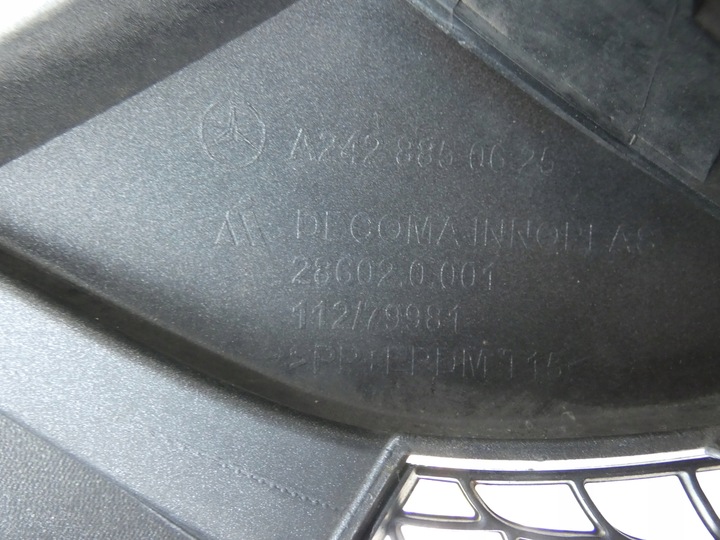 A242 885 06 25
DECOMA INNOPLAS
28602.0.001
112/79981
>PP+EPDM T15<